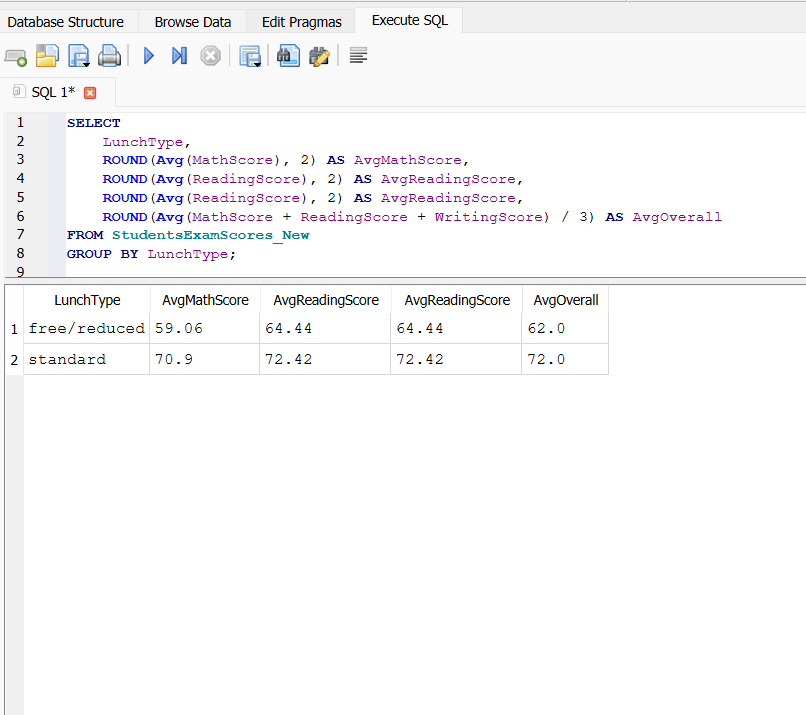 Database Structure Browse Data Edit Pragmas Execute SQL
SQL 1*
1 SELECT
2 LunchType,
3 ROUND(Avg(MathScore), 2) AS AvgMathScore,
4 ROUND(Avg(ReadingScore), 2) AS AvgReadingScore,
5 ROUND(Avg(ReadingScore), 2) AS AvgReadingScore,
6 ROUND(Avg(MathScore + ReadingScore + WritingScore) / 3) AS AvgOverall
7 FROM StudentsExamScores_New
8 GROUP BY LunchType;
9
LunchType AvgMathScore AvgReadingScore AvgReadingScore AvgOverall
1 free/reduced 59.06 64.44 64.44 62.0
2 standard 70.9 72.42 72.42 72.0